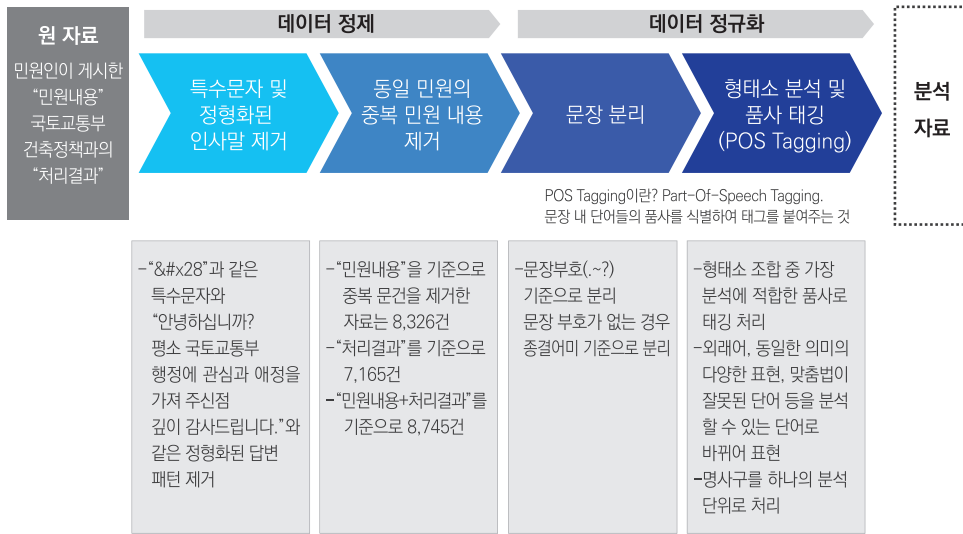 원 자료
민원인이 게시한
“민원내용”
국토교통부
건축정책과의
“처리결과”
데이터 정제
데이터 정규화
특수문자 및
정형화된
인사말 제거
동일 민원의
중복 민원 내용
제거
문장 분리
형태소 분석 및
품사 태깅
(POS Tagging)
분석
자료
POS Tagging이란? Part-Of-Speech Tagging.
문장 내 단어들의 품사를 식별하여 태그를 붙여주는 것
-“&#x28”과 같은
특수문자와
“안녕하십니까?
평소 국토교통부
행정에 관심과 애정을
가져 주신점
깊이 감사드립니다.”와
같은 정형화된 답변
패턴 제거
-“민원내용”을 기준으로
중복 문건을 제거한
자료는 8,326건
-“처리결과”를 기준으로
7,165건
-“민원내용+처리결과”를
기준으로 8,745건
-문장부호(.~?)
기준으로 분리
문장 부호가 없는 경우
종결어미 기준으로 분리
-형태소 조합 중 가장
분석에 적합한 품사로
태깅 처리
-외래어, 동일한 의미의
다양한 표현, 맞춤법이
잘못된 단어 등을 분석
할 수 있는 단어로
바뀌어 표현
-명사구를 하나의 분석
단위로 처리